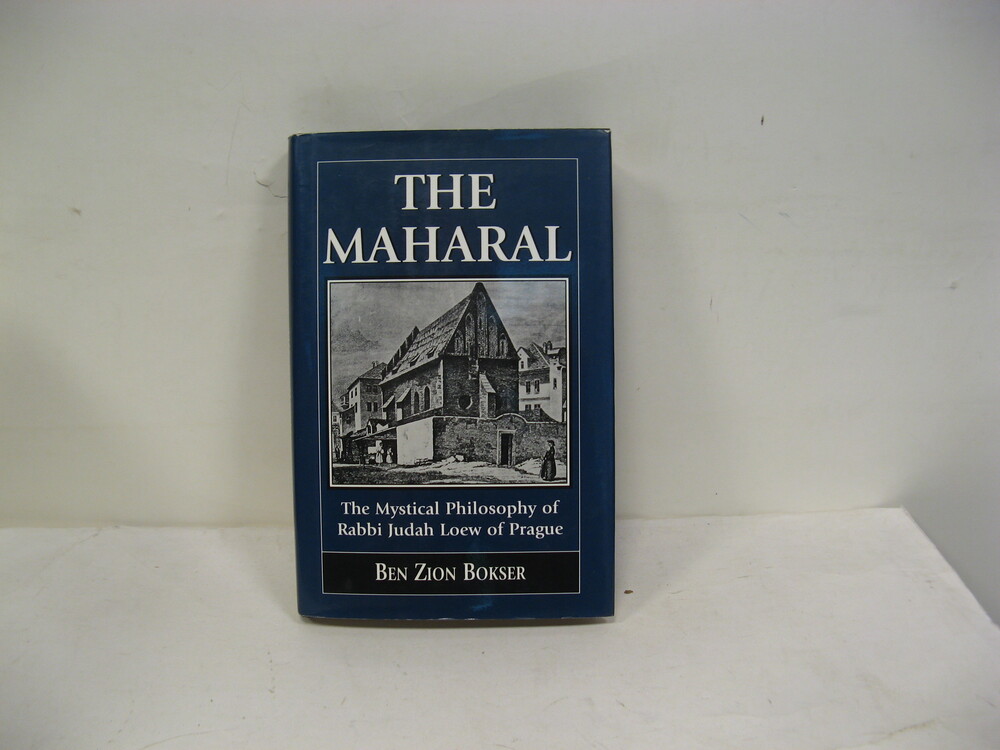 THE
MAHARAL
The Mystical Philosophy of
Rabbi Judah Loew of Prague
BEN ZION BOKSER